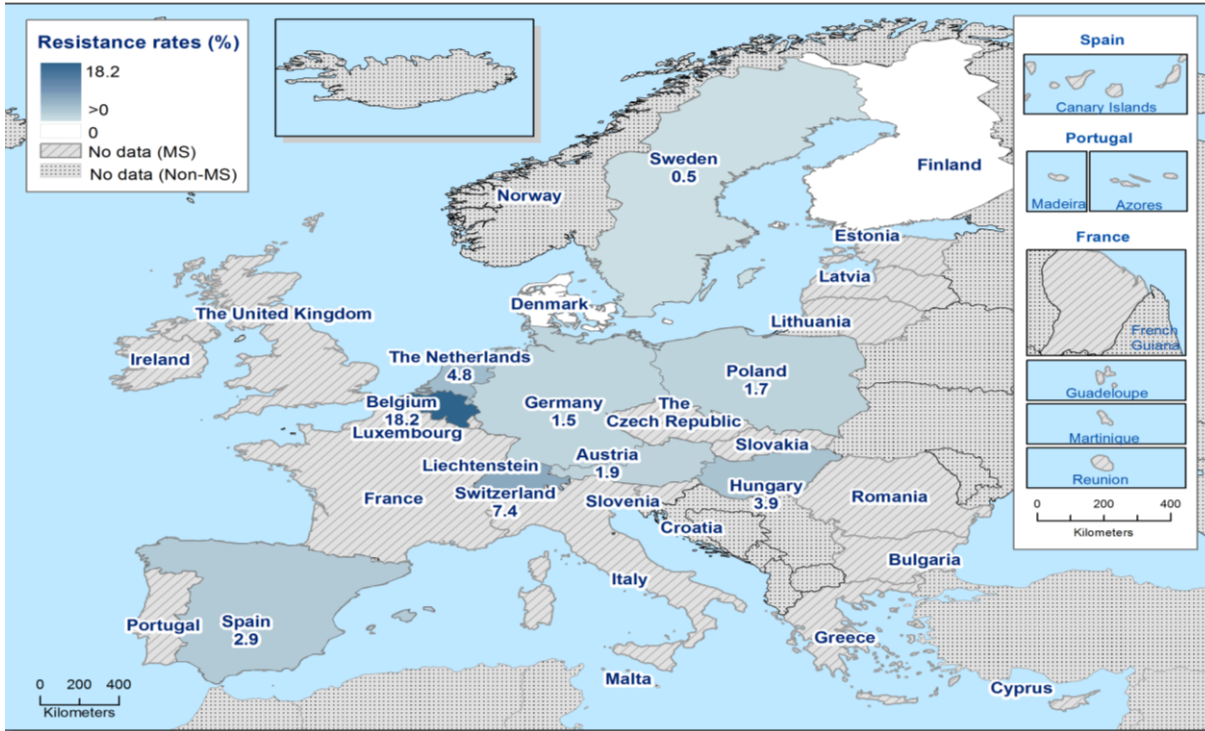 Resistance rates (%)
18.2
>0
0
No data (MS)
No data (Non-MS)
Norway
Sweden
0.5
Finland
Estonia
Latvia
Lithuania
Denmark
The United Kingdom
Ireland
The Netherlands
4.8
Belgium
18.2
Luxembourg
Germany
1.5
Poland
1.7
The
Czech Republic
Slovakia
Austria
1.9
Liechtenstein
Switzerland
7.4
Hungary
3.9
Slovenia
Croatia
Romania
Bulgaria
France
Italy
Portugal
Spain
2.9
Greece
Malta
Cyprus
0 200 400
Kilometers
Spain
Canary Islands
Portugal
Madeira
Azores
France
French
Guiana
Guadeloupe
Martinique
Reunion
0 200 400
Kilometers